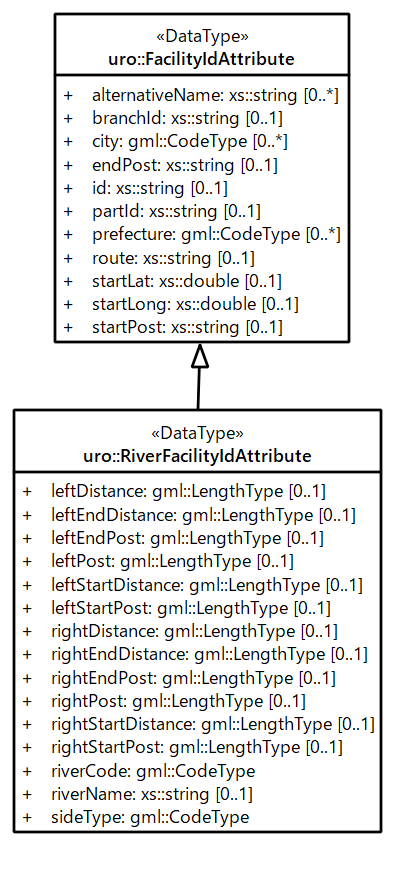 «DataType»
uro::FacilityIdAttribute
+ alternativeName: xs::string [0..*]
+ branchId: xs::string [0..1]
+ city: gml::CodeType [0..*]
+ endPost: xs::string [0..1]
+ id: xs::string [0..1]
+ partId: xs::string [0..1]
+ prefecture: gml::CodeType [0..*]
+ route: xs::string [0..1]
+ startLat: xs::double [0..1]
+ startLong: xs::double [0..1]
+ startPost: xs::string [0..1]
«DataType»
uro::RiverFacilityIdAttribute
+ leftDistance: gml::LengthType [0..1]
+ leftEndDistance: gml::LengthType [0..1]
+ leftEndPost: gml::LengthType [0..1]
+ leftPost: gml::LengthType [0..1]
+ leftStartDistance: gml::LengthType [0..1]
+ leftStartPost: gml::LengthType [0..1]
+ rightDistance: gml::LengthType [0..1]
+ rightEndDistance: gml::LengthType [0..1]
+ rightEndPost: gml::LengthType [0..1]
+ rightPost: gml::LengthType [0..1]
+ rightStartDistance: gml::LengthType [0..1]
+ rightStartPost: gml::LengthType [0..1]
+ riverCode: gml::CodeType
+ riverName: xs::string [0..1]
+ sideType: gml::CodeType